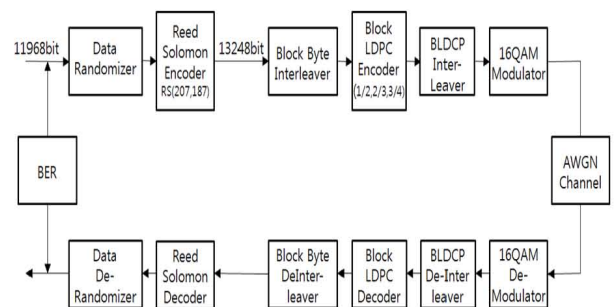 11968bit
Data
Randomizer
Reed
Solomon
Encoder
RS(207,187)
13248bit
Block Byte
Interleaver
Block
LDPC
Encoder
(1/2,2/3,3/4)
BLDCP
Inter-
Leaver
16QAM
Modulator
BER
AWGN
Channel
Data
De-
Randomizer
Reed
Solomon
Decoder
Block Byte
DeInter-
leaver
Block
LDPC
Decoder
BLDCP
De-Inter
leaver
16QAM
De-
Modulator